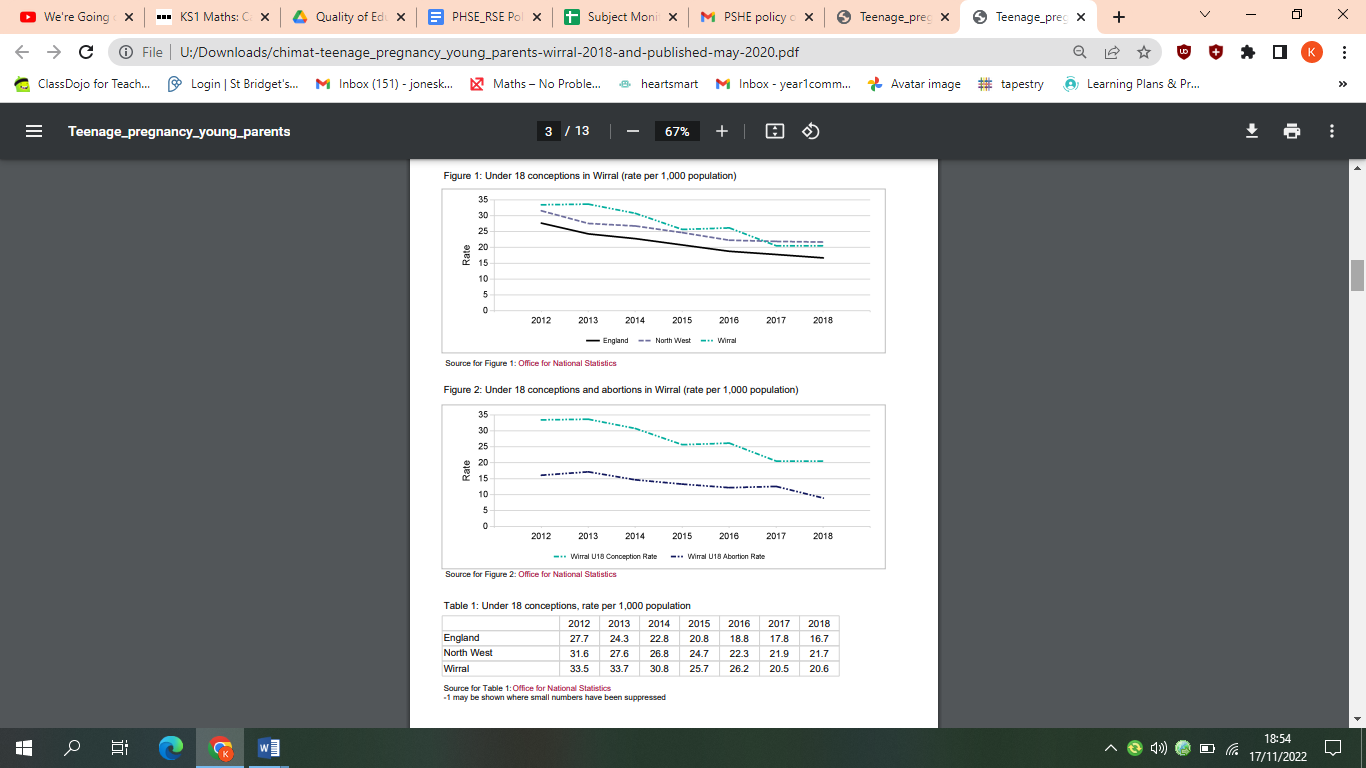 We're Going
KS1 Maths: C
Quality of Edu
PHSE_RSE Pol
Subject Monit
PSHE policy o
Teenage_preg
Teenage_preg
File | U:/Downloads/chimat-teenage_pregnancy_young_parents-wirral-2018-and-published-may-2020.pdf
K
ClassDojo for Teach... Login | St Bridget's... Inbox (151) - jonesk... Maths – No Proble... heartsmart Inbox - year1comm... Avatar image tapestry Learning Plans & Pr... »
Teenage_pregnancy_young_parents 3 / 13 67%
Figure 1: Under 18 conceptions in Wirral (rate per 1,000 population)
35
30
25
20
15
10
5
0
Rate
2012 2013 2014 2015 2016 2017 2018
England North West Wirral
Source for Figure 1: Office for National Statistics
Figure 2: Under 18 conceptions and abortions in Wirral (rate per 1,000 population)
35
30
25
20
15
10
5
0
Rate
2012 2013 2014 2015 2016 2017 2018
Wirral U18 Conception Rate Wirral U18 Abortion Rate
Source for Figure 2: Office for National Statistics
Table 1: Under 18 conceptions, rate per 1,000 population
2012 2013 2014 2015 2016 2017 2018
England 27.7 24.3 22.8 20.8 18.8 17.8 16.7
North West 31.6 27.6 26.8 24.7 22.3 21.9 21.7
Wirral 33.5 33.7 30.8 25.7 26.2 20.5 20.6
Source for Table 1: Office for National Statistics
-1 may be shown where small numbers have been suppressed
18:54
17/11/2022